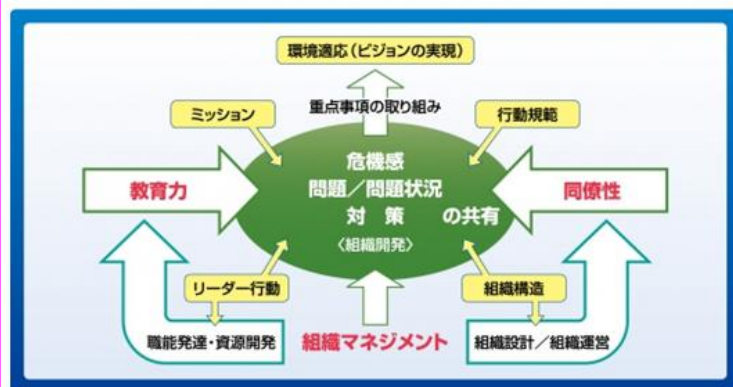 環境適応(ビジョンの実現)
重点事項の取り組み
ミッション
行動規範
危機感
問題/問題状況
対 策 の共有
〈組織開発〉
教育力
同僚性
リーダー行動
組織構造
職能発達・資源開発
組織マネジメント
組織設計/組織運営